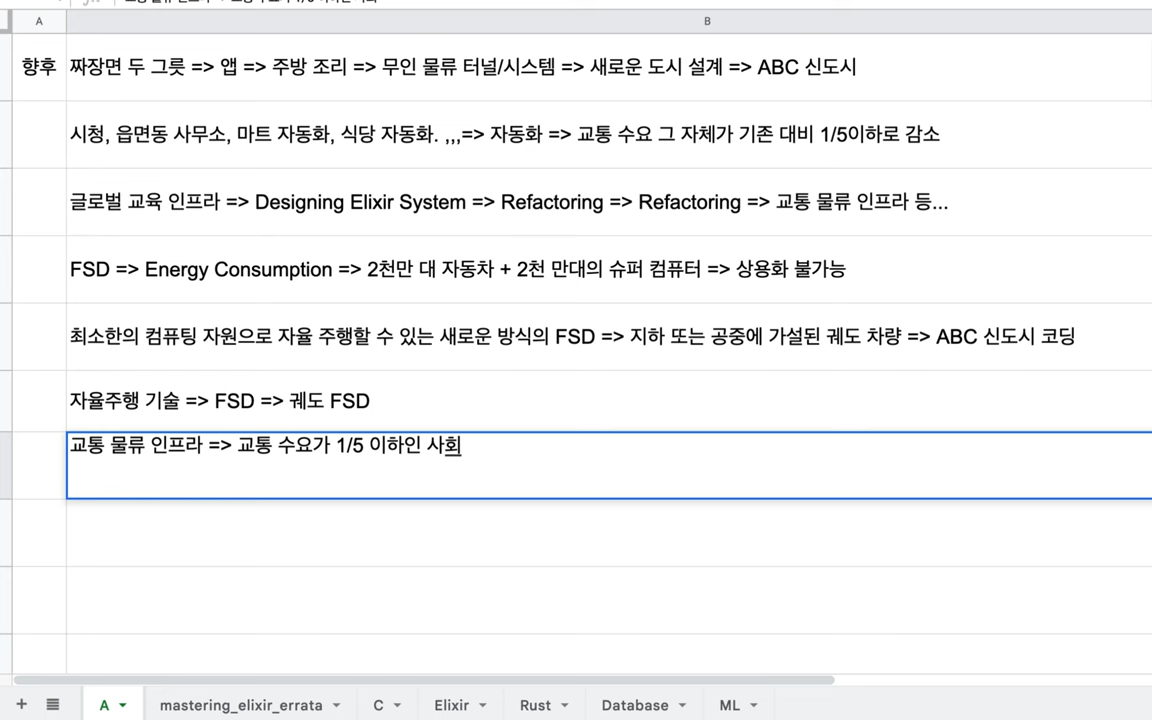 A B
향후 짜장면 두 그릇 => 앱 => 주방 조리 => 무인 물류 터널/시스템 => 새로운 도시 설계 => ABC 신도시
시청, 읍면동 사무소, 마트 자동화, 식당 자동화. ,,,=> 자동화 => 교통 수요 그 자체가 기존 대비 1/5이하로 감소
글로벌 교육 인프라 => Designing Elixir System => Refactoring => Refactoring => 교통 물류 인프라 등...
FSD => Energy Consumption => 2천만 대 자동차 + 2천 만대의 슈퍼 컴퓨터 => 상용화 불가능
최소한의 컴퓨팅 자원으로 자율 주행할 수 있는 새로운 방식의 FSD => 지하 또는 공중에 가설된 궤도 차량 => ABC 신도시 코딩
자율주행 기술 => FSD => 궤도 FSD
교통 물류 인프라 => 교통 수요가 1/5 이하인 사회
A mastering_elixir_errata C Elixir Rust Database ML